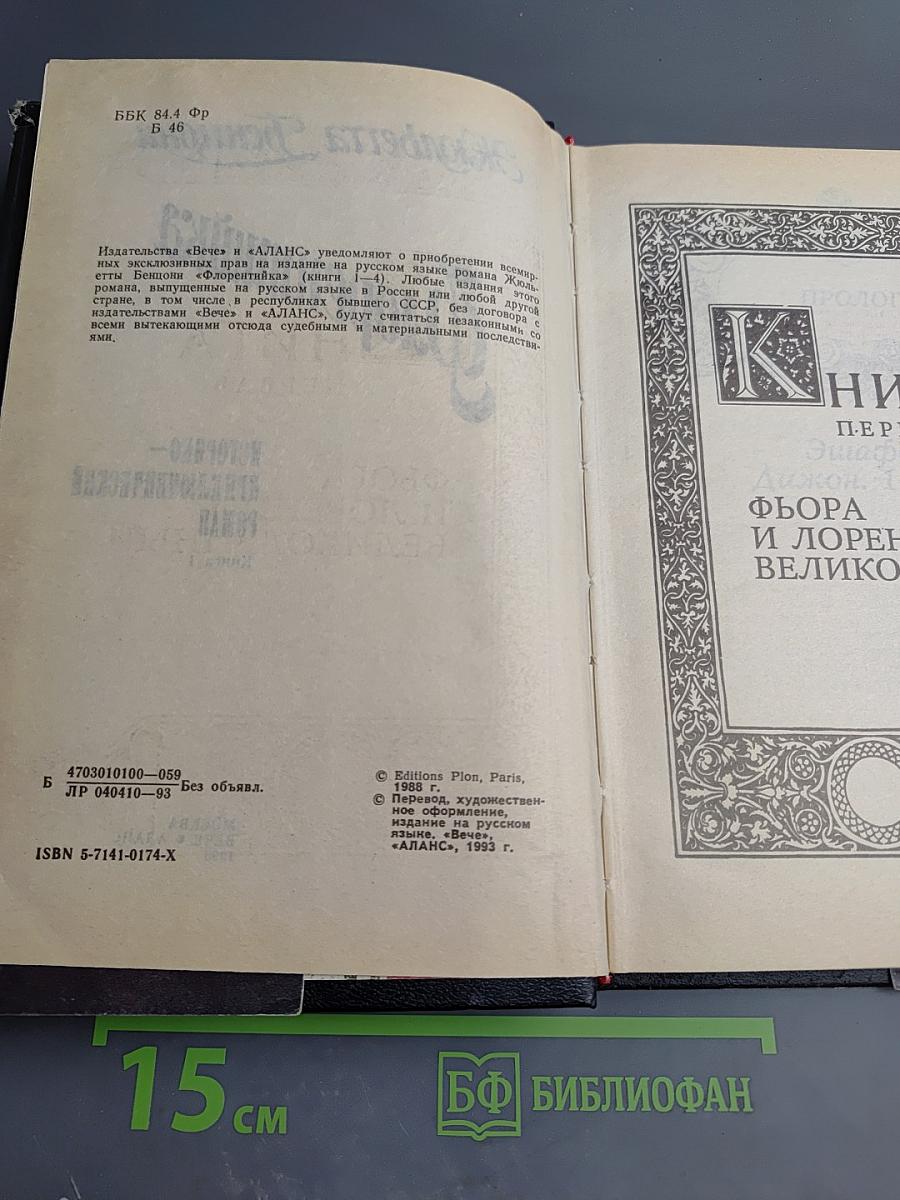 ББК 84.4 Фр
Б 46
Издательства «Вече» и «АЛАНС» уведомляют о приобретении всемир-
ных эксклюзивных прав на издание на русском языке романа Жюль-
етты Бенцони «Флорентийка» (книги 1—4). Любые издания этого
романа, выпущенные на русском языке в России или любой другой
стране, в том числе в республиках бывшего СССР, без договора с
издательствами «Вече» и «АЛАНС», будут считаться незаконными со
всеми вытекающими отсюда судебными и материальными последстви-
ями.
Б 4703010100—059
ЛР 040410—93 Без объявл.
ISBN 5-7141-0174-X
© Editions Plon, Paris,
1988 г.
© Перевод, художествен-
ное оформление,
издание на русском
языке. «Вече»,
«АЛАНС», 1993 г.
КНИ
ПЕР
ФЬОРА
И ЛОРЕН
ВЕЛИКО
15 см
БФ БИБЛИОФАН